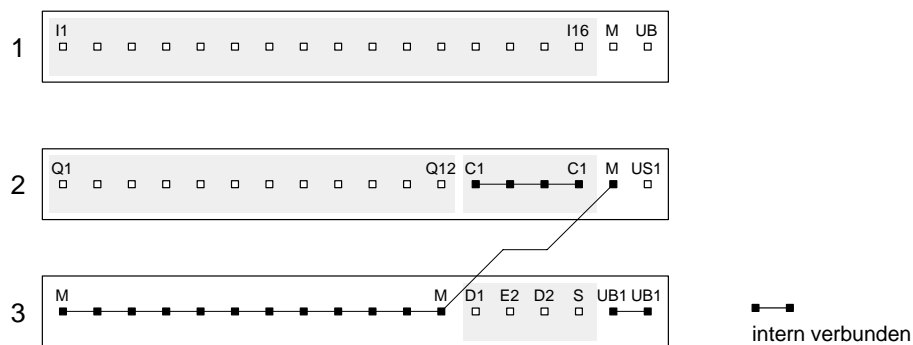 I1 I16 M UB
1
Q1 Q12 C1 C1 M US1
2
M M D1 E2 D2 S UB1 UB1
3
intern verbunden